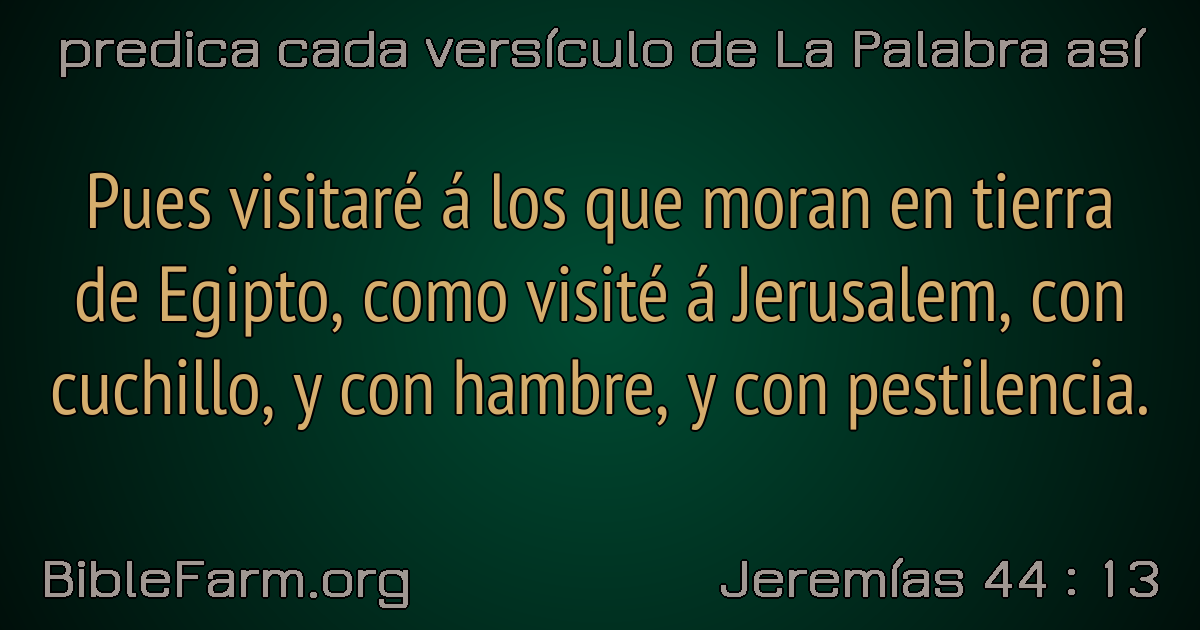 predica cada versículo de La Palabra así
Pues visitaré á los que moran en tierra
de Egipto, como visité á Jerusalem, con
cuchillo, y con hambre, y con pestilencia.
BibleFarm.org
Jeremías 44 : 13